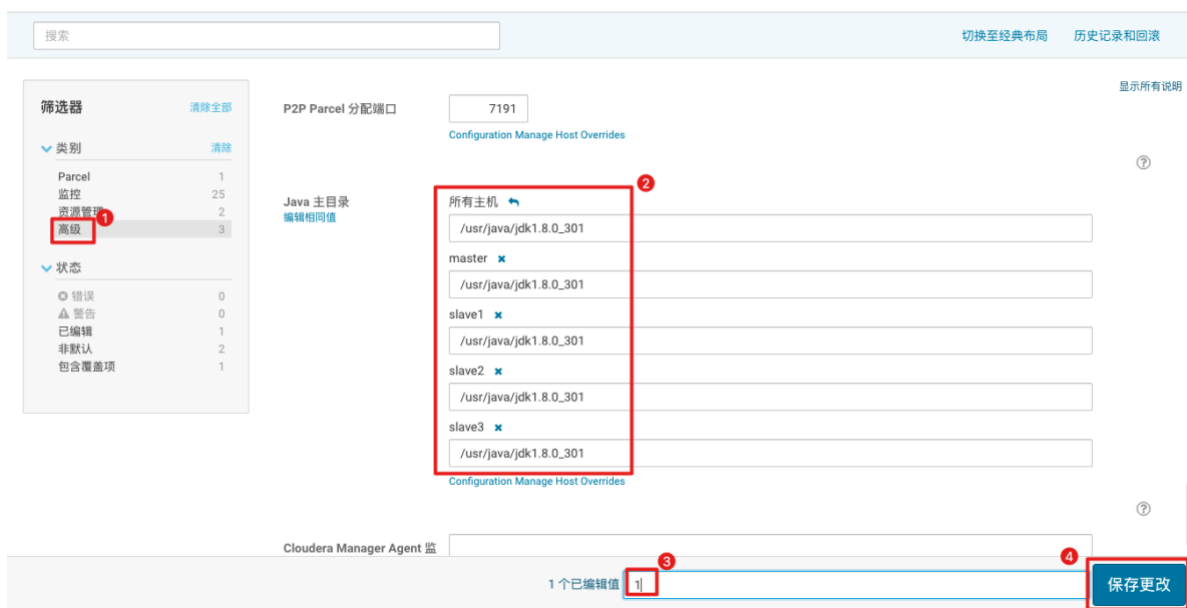 搜索
切换至经典布局
历史记录和回滚
显示所有说明
筛选器
清除全部
类别
清除
Parcel 1
监控 25
资源管理 2
1
高级 3
状态
错误 0
警告 0
已编辑 1
非默认 2
包含覆盖项 1
P2P Parcel 分配端口
7191
Configuration Manage Host Overrides
2
Java 主目录
编辑相同值
所有主机
/usr/java/jdk1.8.0_301
master
/usr/java/jdk1.8.0_301
slave1
/usr/java/jdk1.8.0_301
slave2
/usr/java/jdk1.8.0_301
slave3
/usr/java/jdk1.8.0_301
Configuration Manage Host Overrides
Cloudera Manager Agent 监
3
4
1 个已编辑值
1
保存更改